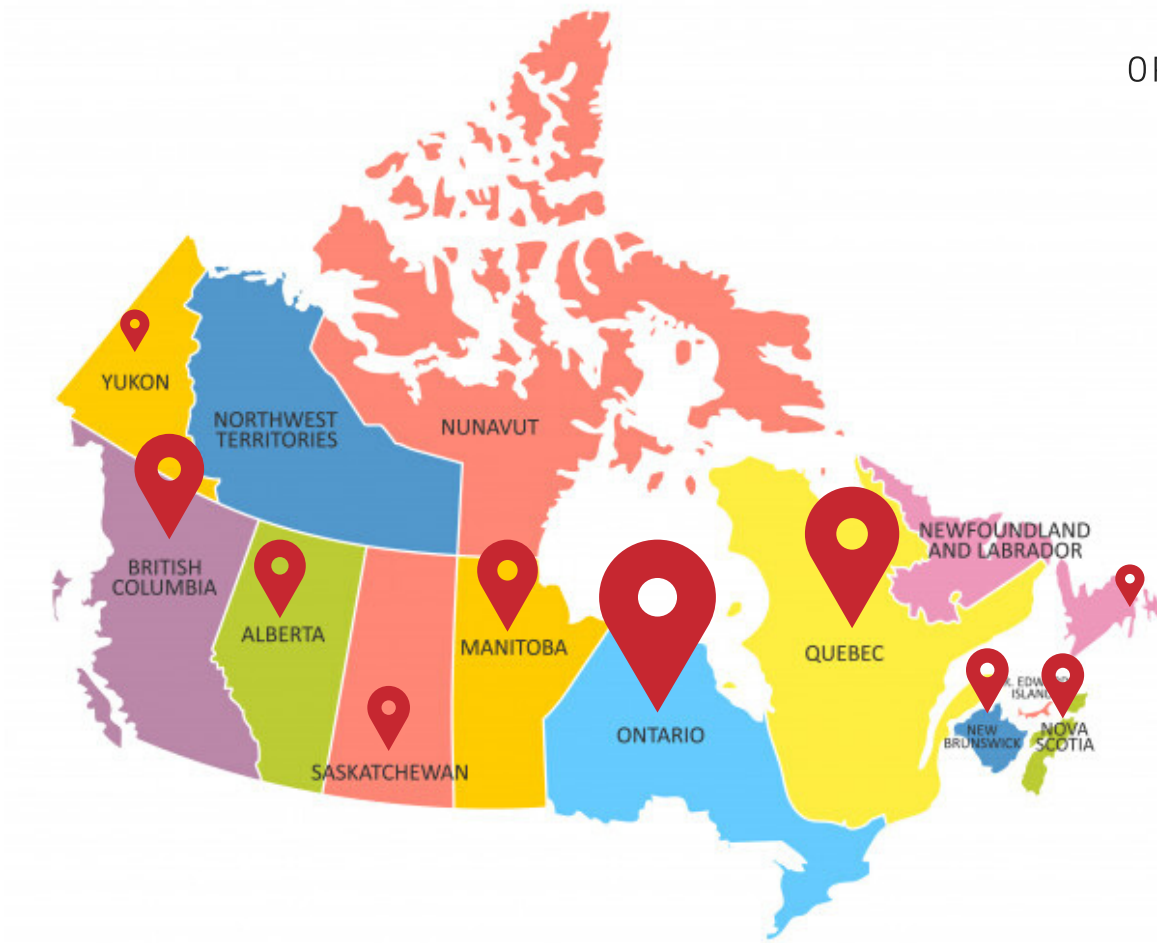 YUKON
NORTHWEST
TERRITORIES
NUNAVUT
BRITISH
COLUMBIA
ALBERTA
SASKATCHEWAN
MANITOBA
ONTARIO
QUEBEC
NEWFOUNDLAND
AND LABRADOR
NEW
BRUNSWICK
NOVA
SCOTIA